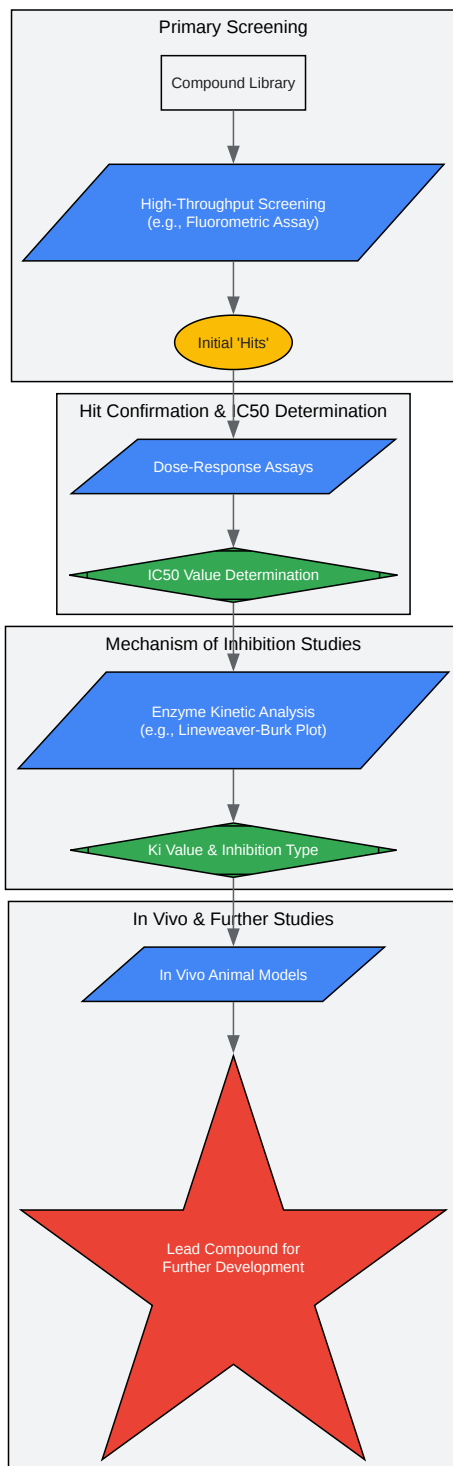 Primary Screening
Compound Library
High-Throughput Screening
(e.g., Fluorometric Assay)
Initial 'Hits'
Hit Confirmation & IC50 Determination
Dose-Response Assays
IC50 Value Determination
Mechanism of Inhibition Studies
Enzyme Kinetic Analysis
(e.g., Lineweaver-Burk Plot)
Ki Value & Inhibition Type
In Vivo & Further Studies
In Vivo Animal Models
Lead Compound for
Further Development